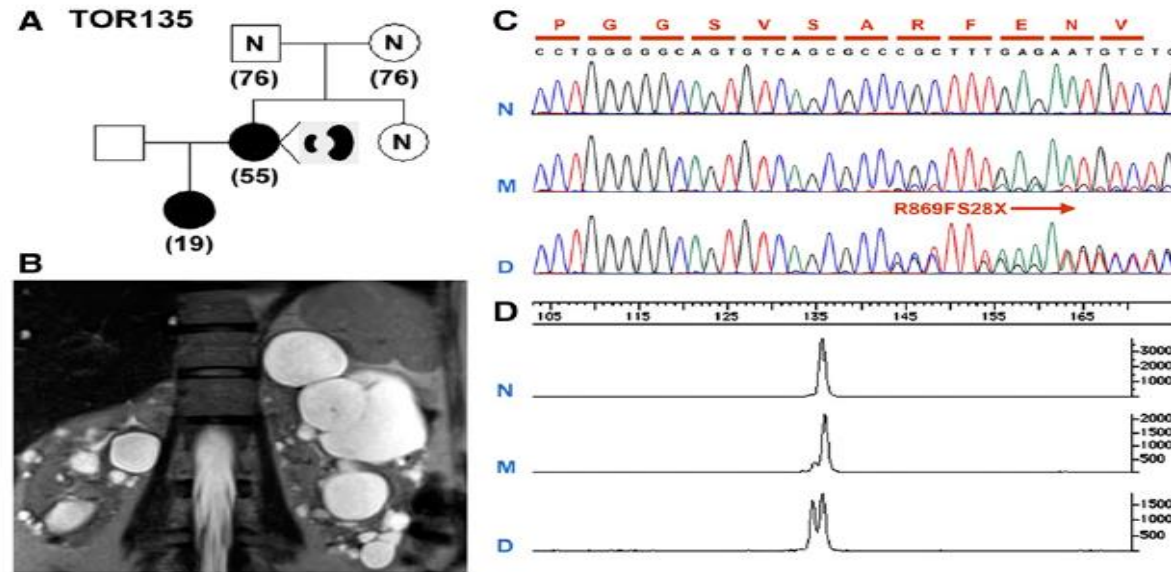 A TOR135
N N
(76) (76)
N
(55)
(19)
B
C
P G G S V S A R F E N V
C C T G G G G G C A G T G T C A G C G C C C G C T T T G A G A A T G T C T G
N
M
R869FS28X
D
D
105 115 125 135 145 155 165
N
3000
2000
1000
M
2000
1500
1000
500
D
1500
1000
500